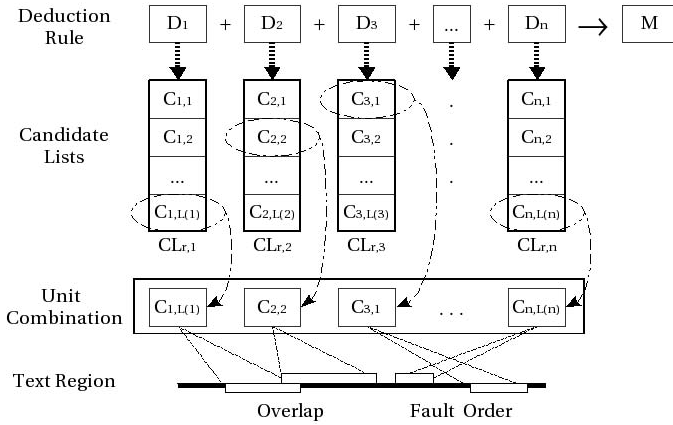 Deduction Rule D1 + D2 + D3 + ... + Dn → M
Candidate Lists
C1,1 C2,1 C3,1 . Cn,1
C1,2 C2,2 C3,2 . Cn,2
... ... ... . ...
C1,L(1) C2,L(2) C3,L(3) Cn,L(n)
CLr,1 CLr,2 CLr,3 CLr,n
Unit Combination C1,L(1) C2,2 C3,1 ... Cn,L(n)
Text Region
Overlap Fault Order